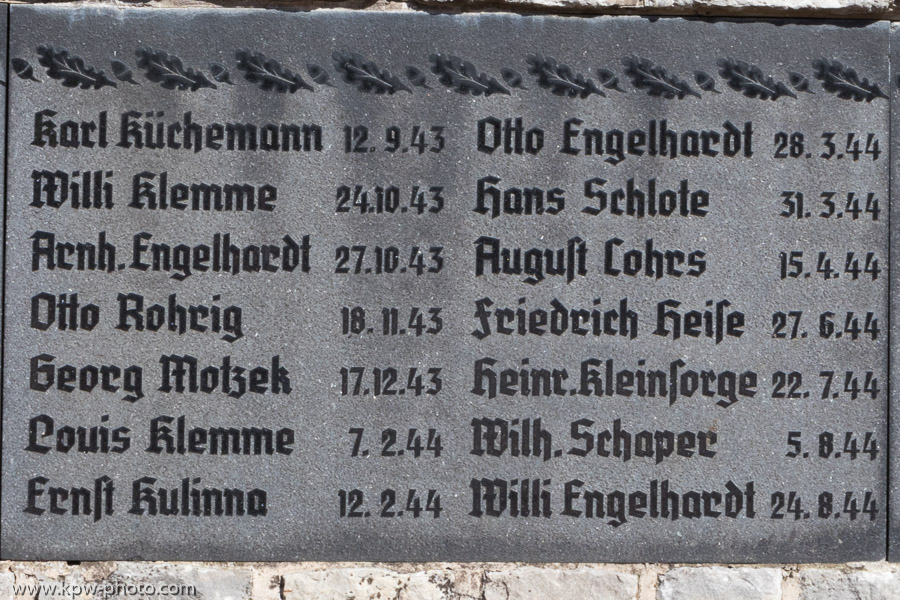 Karl Küchemann 12. 9.43
Willi Klemme 24.10.43
Arnh. Engelhardt 27.10.43
Otto Rohrig 18.11.43
Georg Motzek 17.12.43
Louis Klemme 7. 2.44
Ernſt Kulinna 12. 2.44
Otto Engelhardt 28. 3.44
Hans Schlote 31. 3.44
Auguſt Lohrs 15.4.44
Friedrich Heiſe 27. 6.44
Heinr. Kleinſorge 22. 7.44
Wilh. Schaper 5. 8.44
Willi Engelhardt 24. 8.44
www.kpw-photo.com